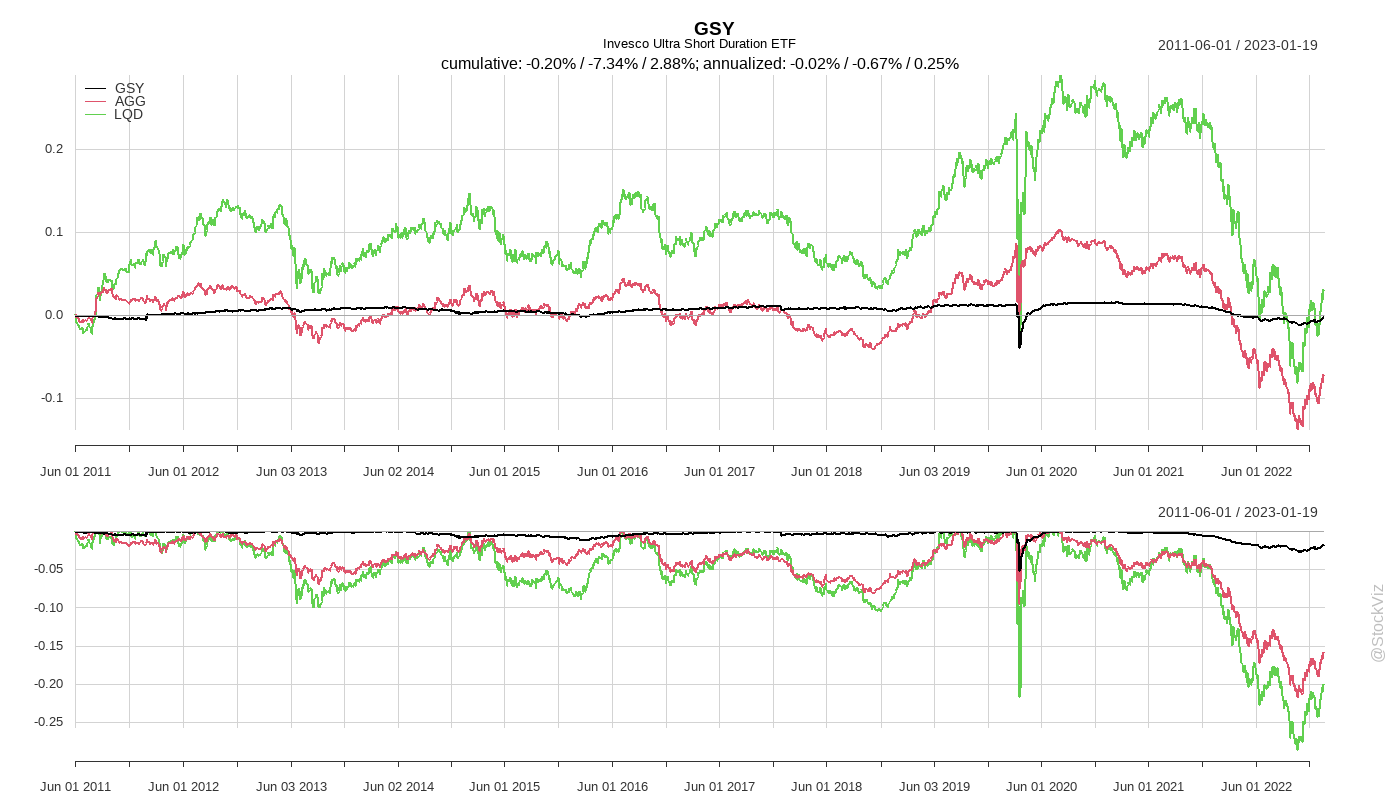 GSY
Invesco Ultra Short Duration ETF
2011-06-01 / 2023-01-19
cumulative: -0.20% / -7.34% / 2.88%; annualized: -0.02% / -0.67% / 0.25%
GSY
AGG
LQD
0.2
0.1
0.0
-0.1
Jun 01 2011 Jun 01 2012 Jun 03 2013 Jun 02 2014 Jun 01 2015 Jun 01 2016 Jun 01 2017 Jun 01 2018 Jun 03 2019 Jun 01 2020 Jun 01 2021 Jun 01 2022
2011-06-01 / 2023-01-19
-0.05
-0.10
-0.15
-0.20
-0.25
Jun 01 2011 Jun 01 2012 Jun 03 2013 Jun 02 2014 Jun 01 2015 Jun 01 2016 Jun 01 2017 Jun 01 2018 Jun 03 2019 Jun 01 2020 Jun 01 2021 Jun 01 2022
@StockViz